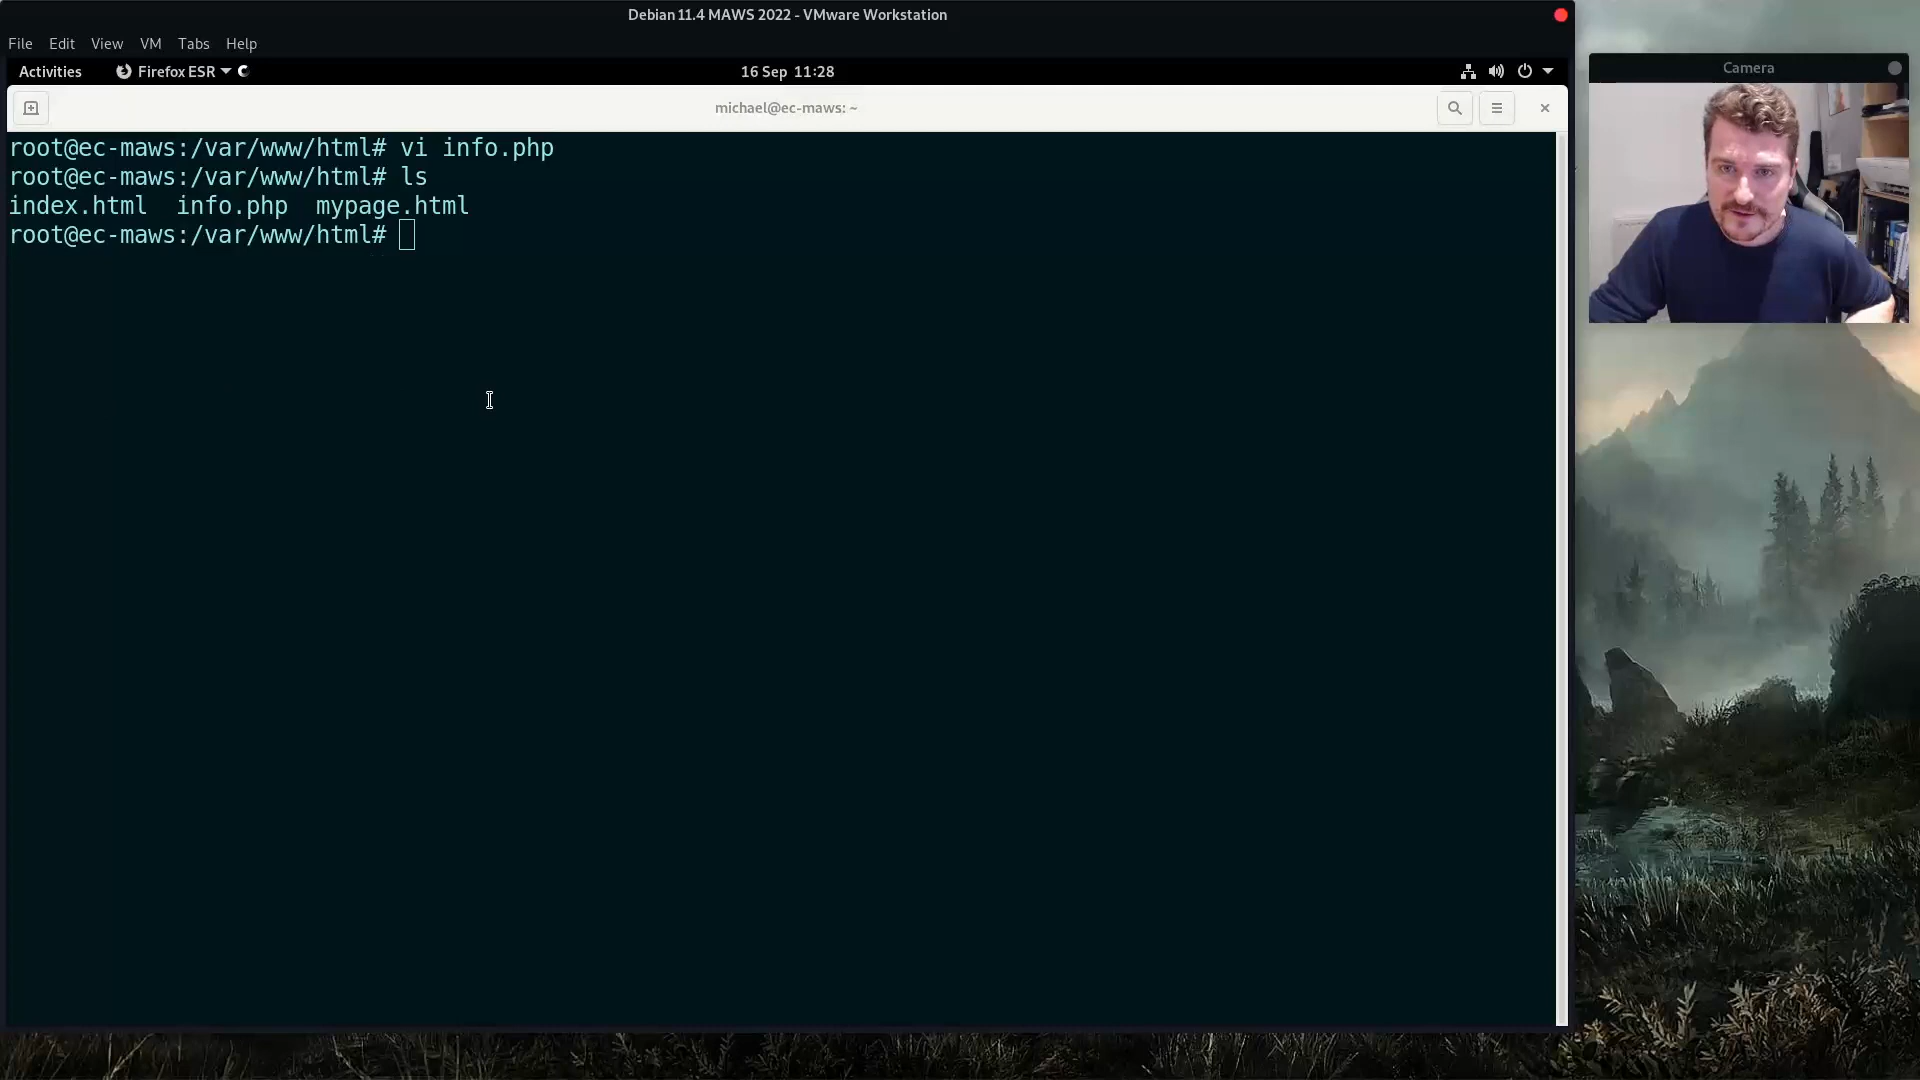 Debian 11.4 MAWS 2022 - VMware Workstation
File Edit View VM Tabs Help
Activities Firefox ESR 16 Sep 11:28
michael@ec-maws: ~
Camera
root@ec-maws:/var/www/html# vi info.php
root@ec-maws:/var/www/html# ls
index.html info.php mypage.html
root@ec-maws:/var/www/html#